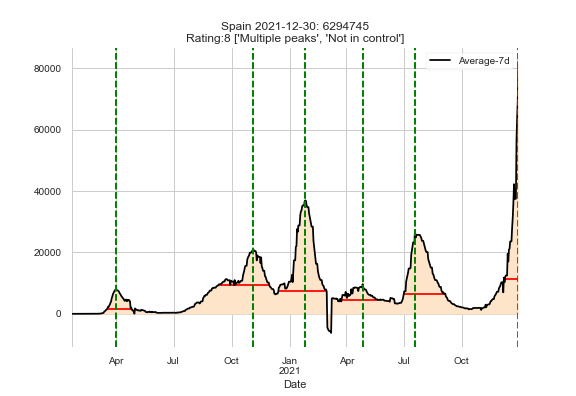 Spain 2021-12-30: 6294745
Rating:8 ['Multiple peaks', 'Not in control']
Average-7d
80000
60000
40000
20000
0
Apr Jul Oct Jan Apr Jul Oct
2021
Date